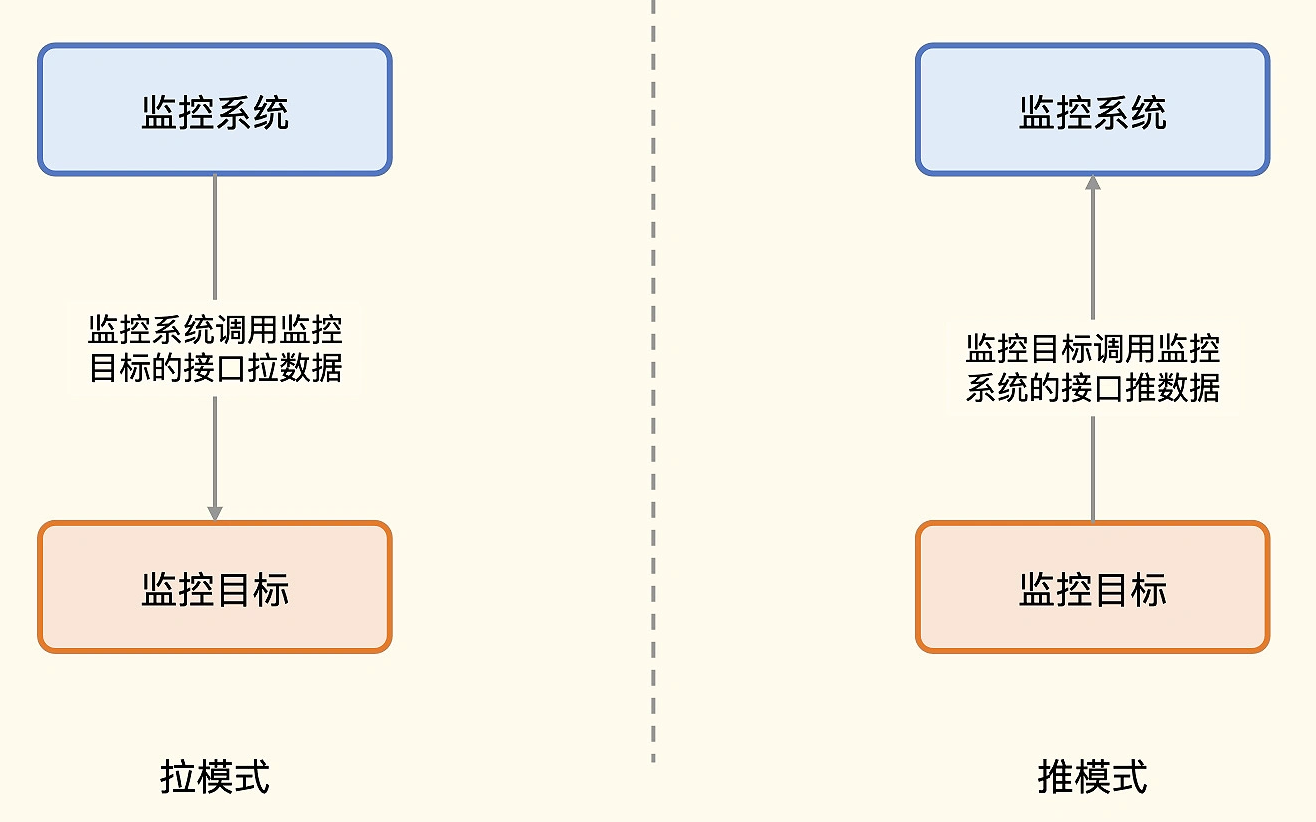 监控系统
监控系统调用监控
目标的接口拉数据
监控目标
拉模式
监控系统
监控目标调用监控
系统的接口推数据
监控目标
推模式